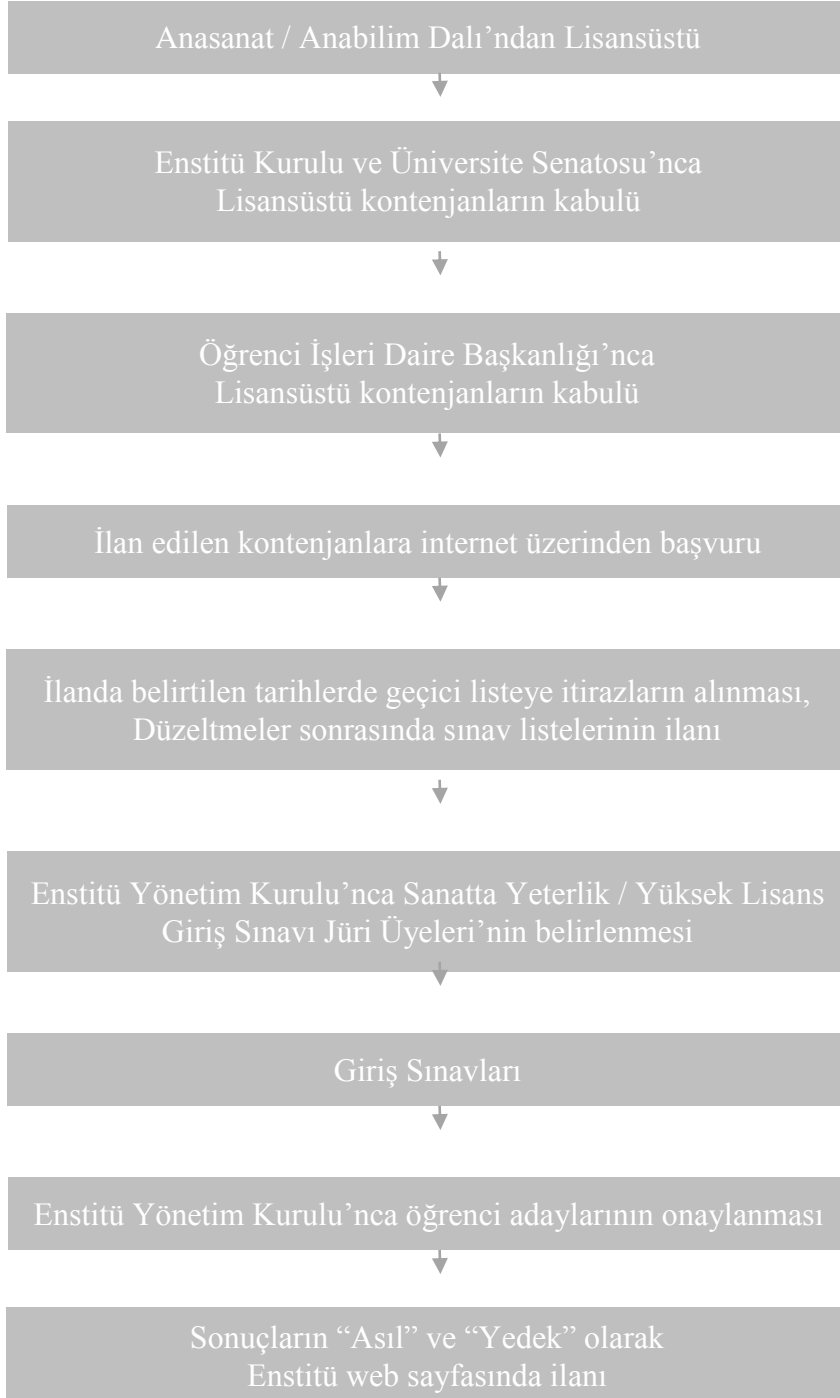 Anasanat / Anabilim Dalı’ndan Lisansüstü
Enstitü Kurulu ve Üniversite Senatosu’nca
Lisansüstü kontenjanların kabulü
Öğrenci İşleri Daire Başkanlığı’nca
Lisansüstü kontenjanların kabulü
İlan edilen kontenjanlara internet üzerinden başvuru
İlanda belirtilen tarihlerde geçici listeye itirazların alınması,
Düzeltmeler sonrasında sınav listelerinin ilanı
Enstitü Yönetim Kurulu’nca Sanatta Yeterlik / Yüksek Lisans
Giriş Sınavı Jüri Üyeleri’nin belirlenmesi
Giriş Sınavları
Enstitü Yönetim Kurulu’nca öğrenci adaylarının onaylanması
Sonuçların “Asıl” ve “Yedek” olarak
Enstitü web sayfasında ilanı